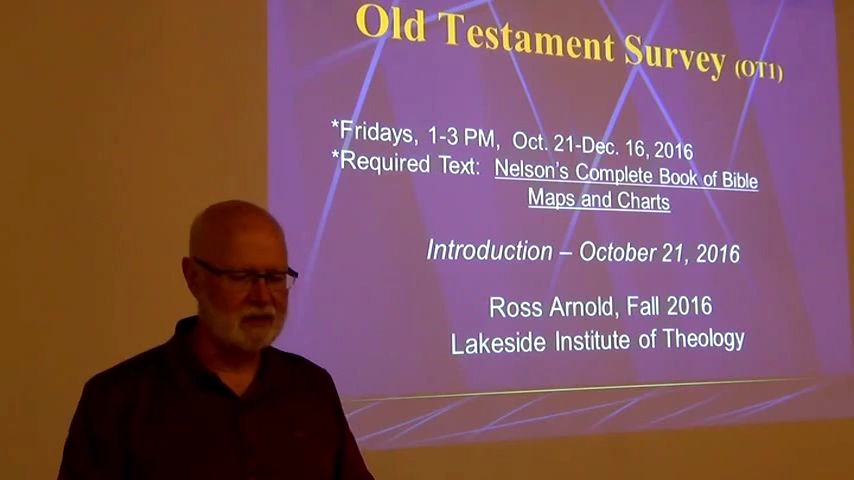 Old Testament Survey (OT1)
*Fridays, 1-3 PM, Oct. 21-Dec. 16, 2016
*Required Text: Nelson's Complete Book of Bible
Maps and Charts
Introduction – October 21, 2016
Ross Arnold, Fall 2016
Lakeside Institute of Theology